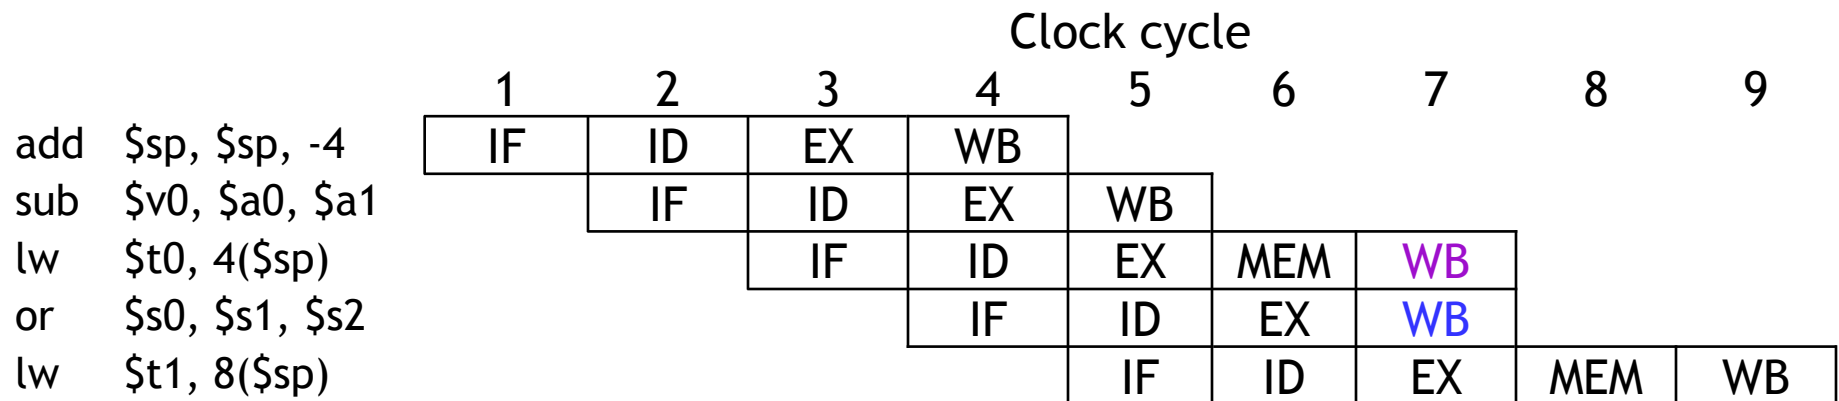 Clock cycle
1 2 3 4 5 6 7 8 9
add $sp, $sp, -4 IF ID EX WB
sub $v0, $a0, $a1 IF ID EX WB
lw $t0, 4($sp) IF ID EX MEM WB
or $s0, $s1, $s2 IF ID EX WB
lw $t1, 8($sp) IF ID EX MEM WB